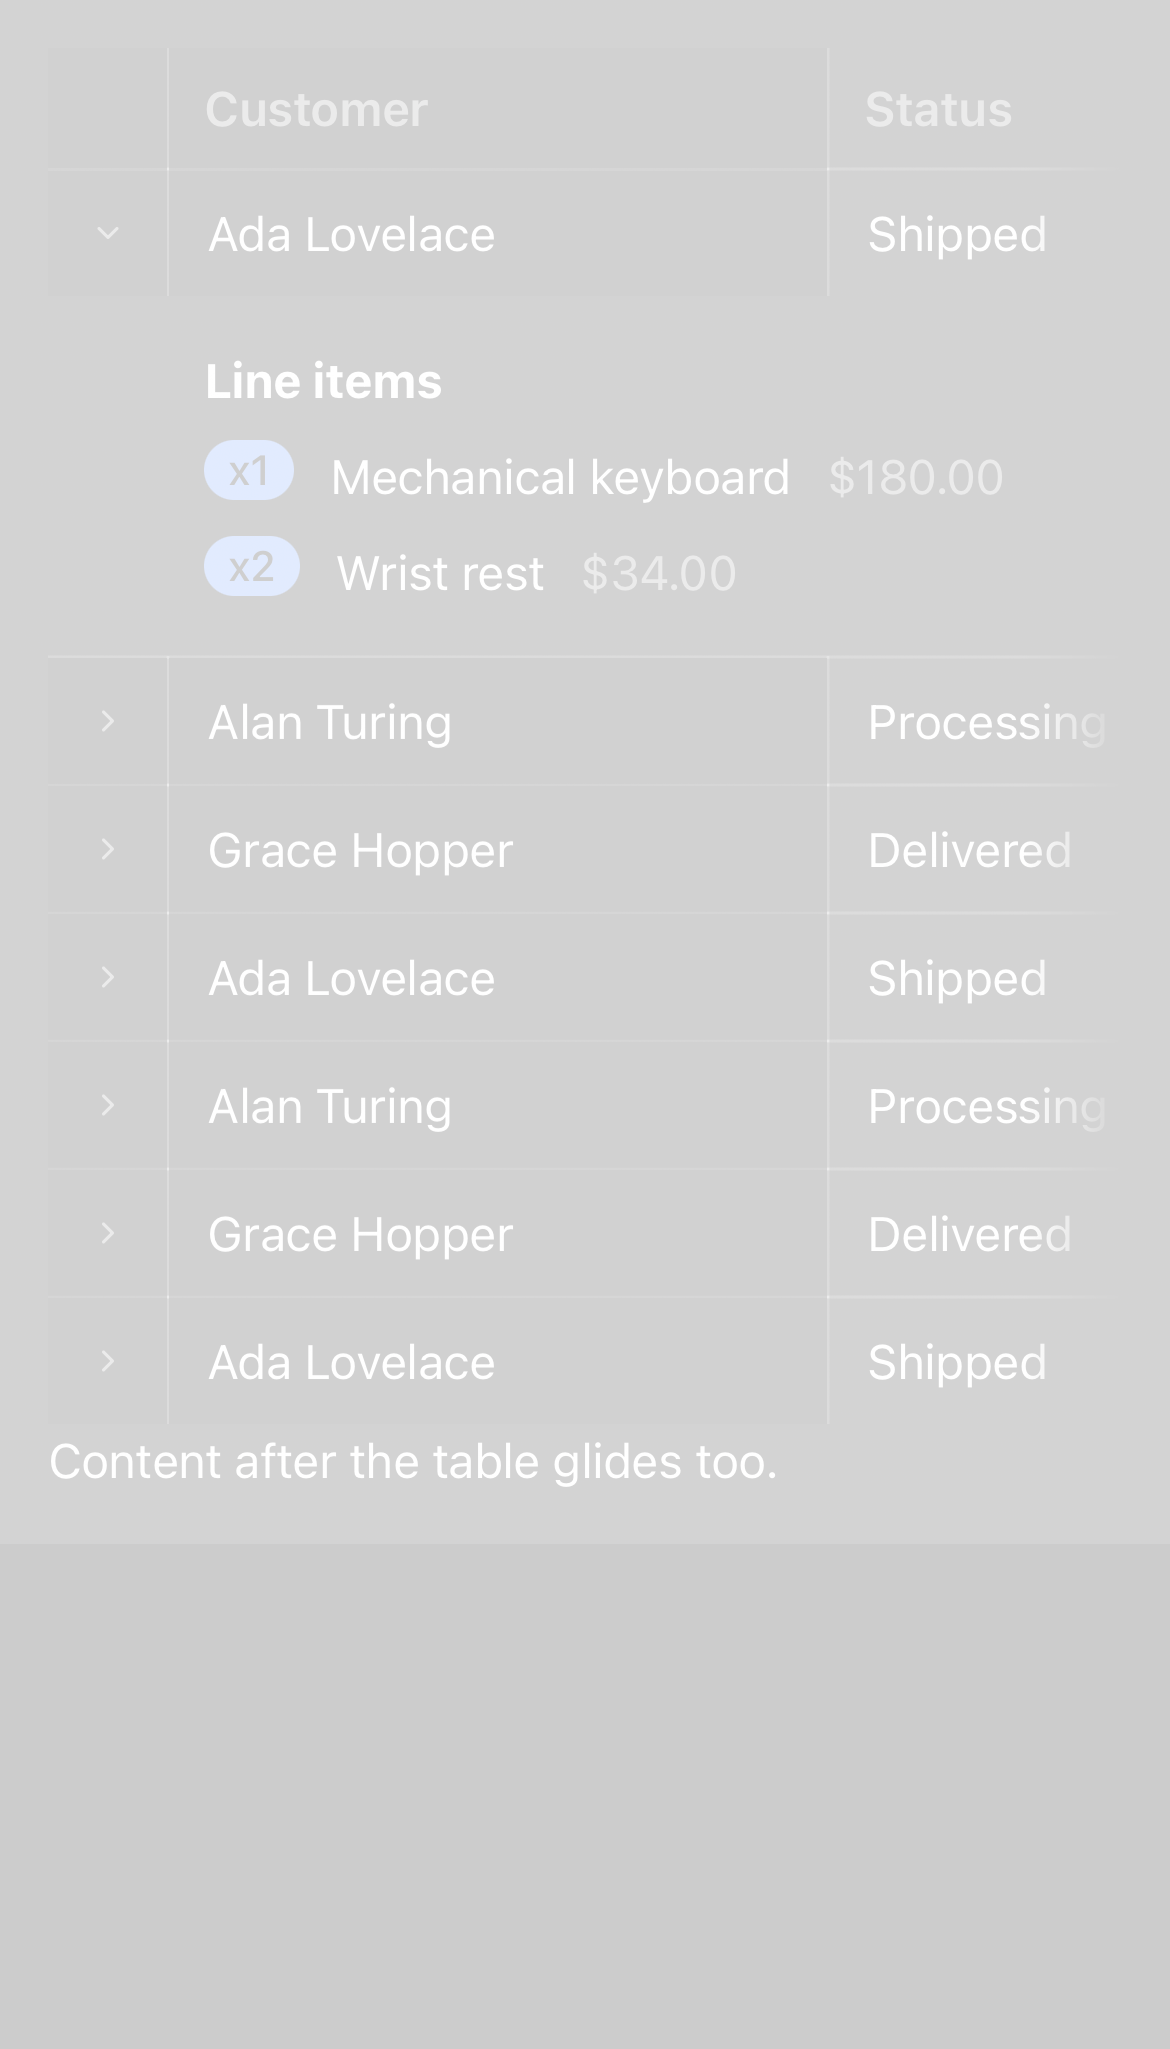 Customer Status
Ada Lovelace Shipped
Line items
x1 Mechanical keyboard $180.00
x2 Wrist rest $34.00
Alan Turing Processing
Grace Hopper Delivered
Ada Lovelace Shipped
Alan Turing Processing
Grace Hopper Delivered
Ada Lovelace Shipped
Content after the table glides too.